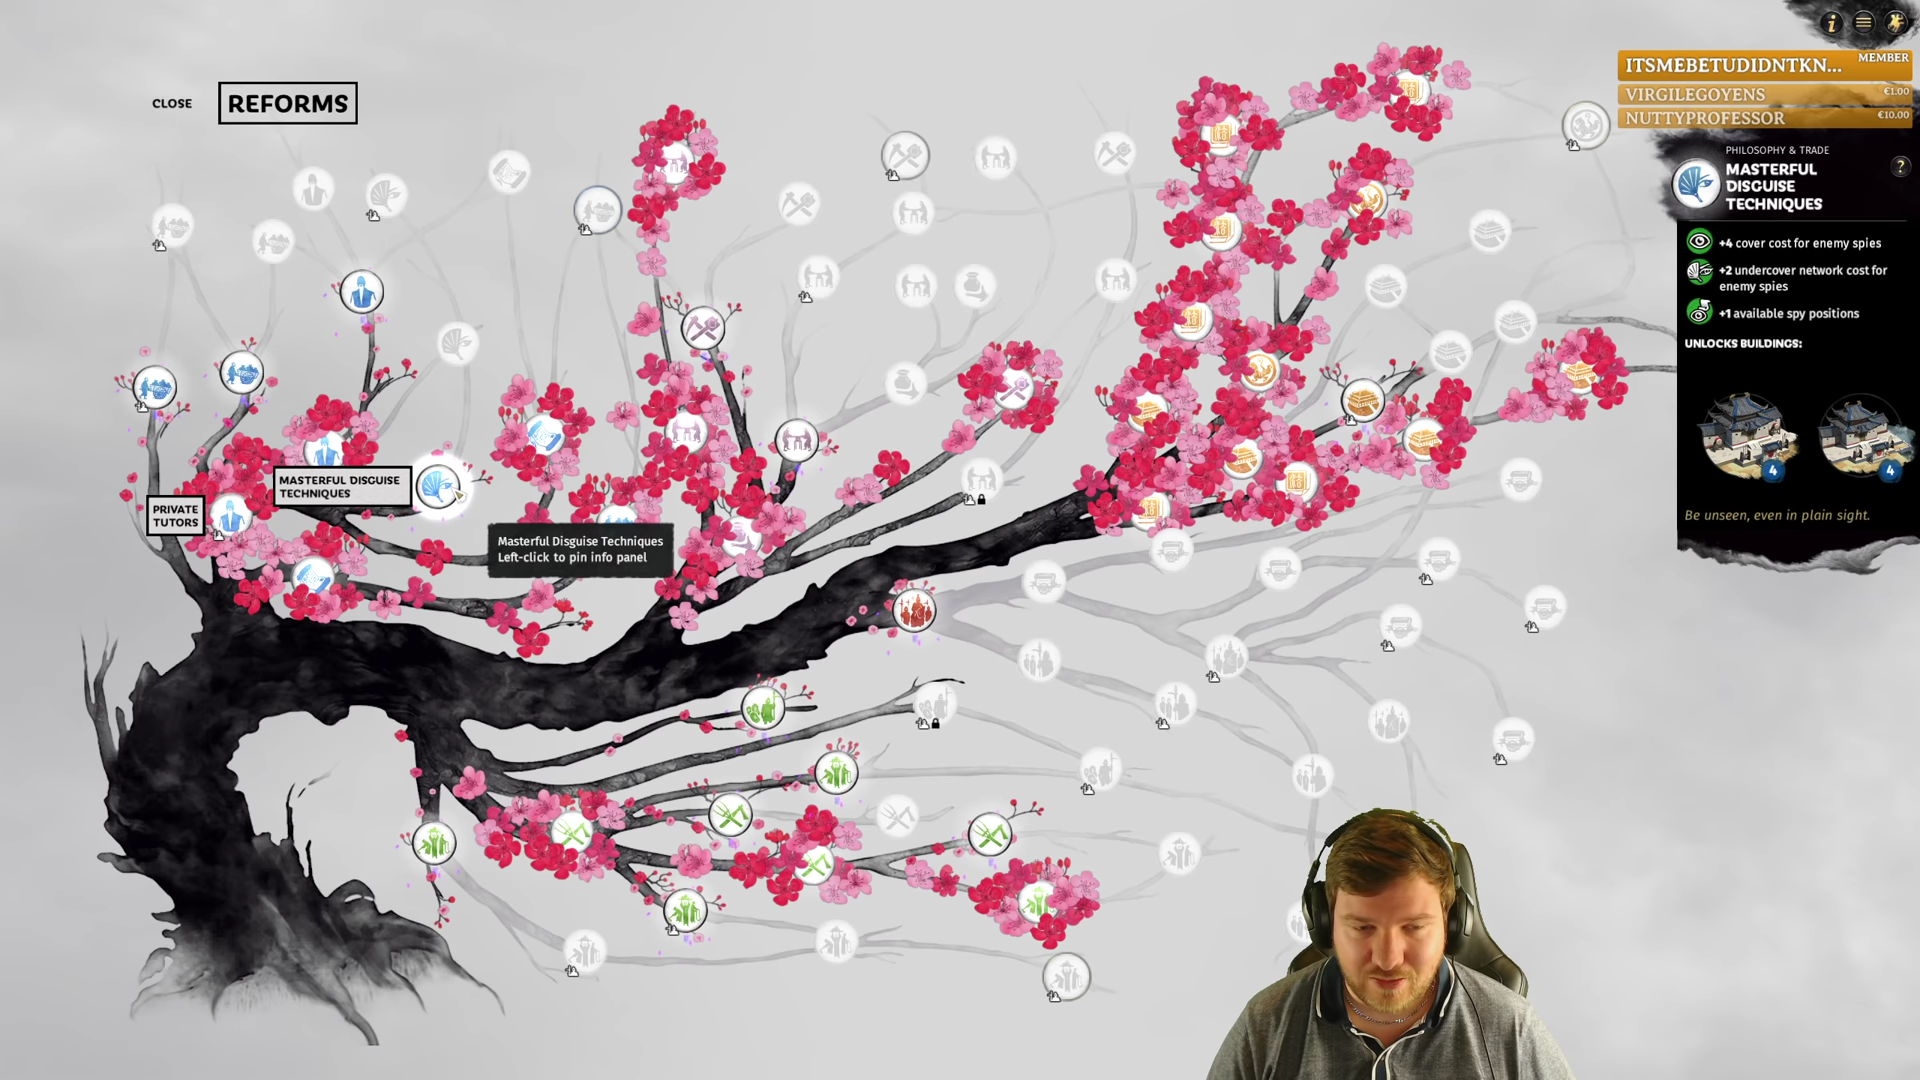 CLOSE
REFORMS
MEMBER
ITSMEBETUDIDNTKN...
VIRGILEGOYENS €1.00
NUTTYPROFESSOR €10.00
PHILOSOPHY & TRADE
MASTERFUL
DISGUISE
TECHNIQUES
?
+4 cover cost for enemy spies
+2 undercover network cost for
enemy spies
+1 available spy positions
UNLOCKS BUILDINGS:
4
4
Be unseen, even in plain sight.
MASTERFUL DISGUISE
TECHNIQUES
PRIVATE
TUTORS
Masterful Disguise Techniques
Left-click to pin info panel